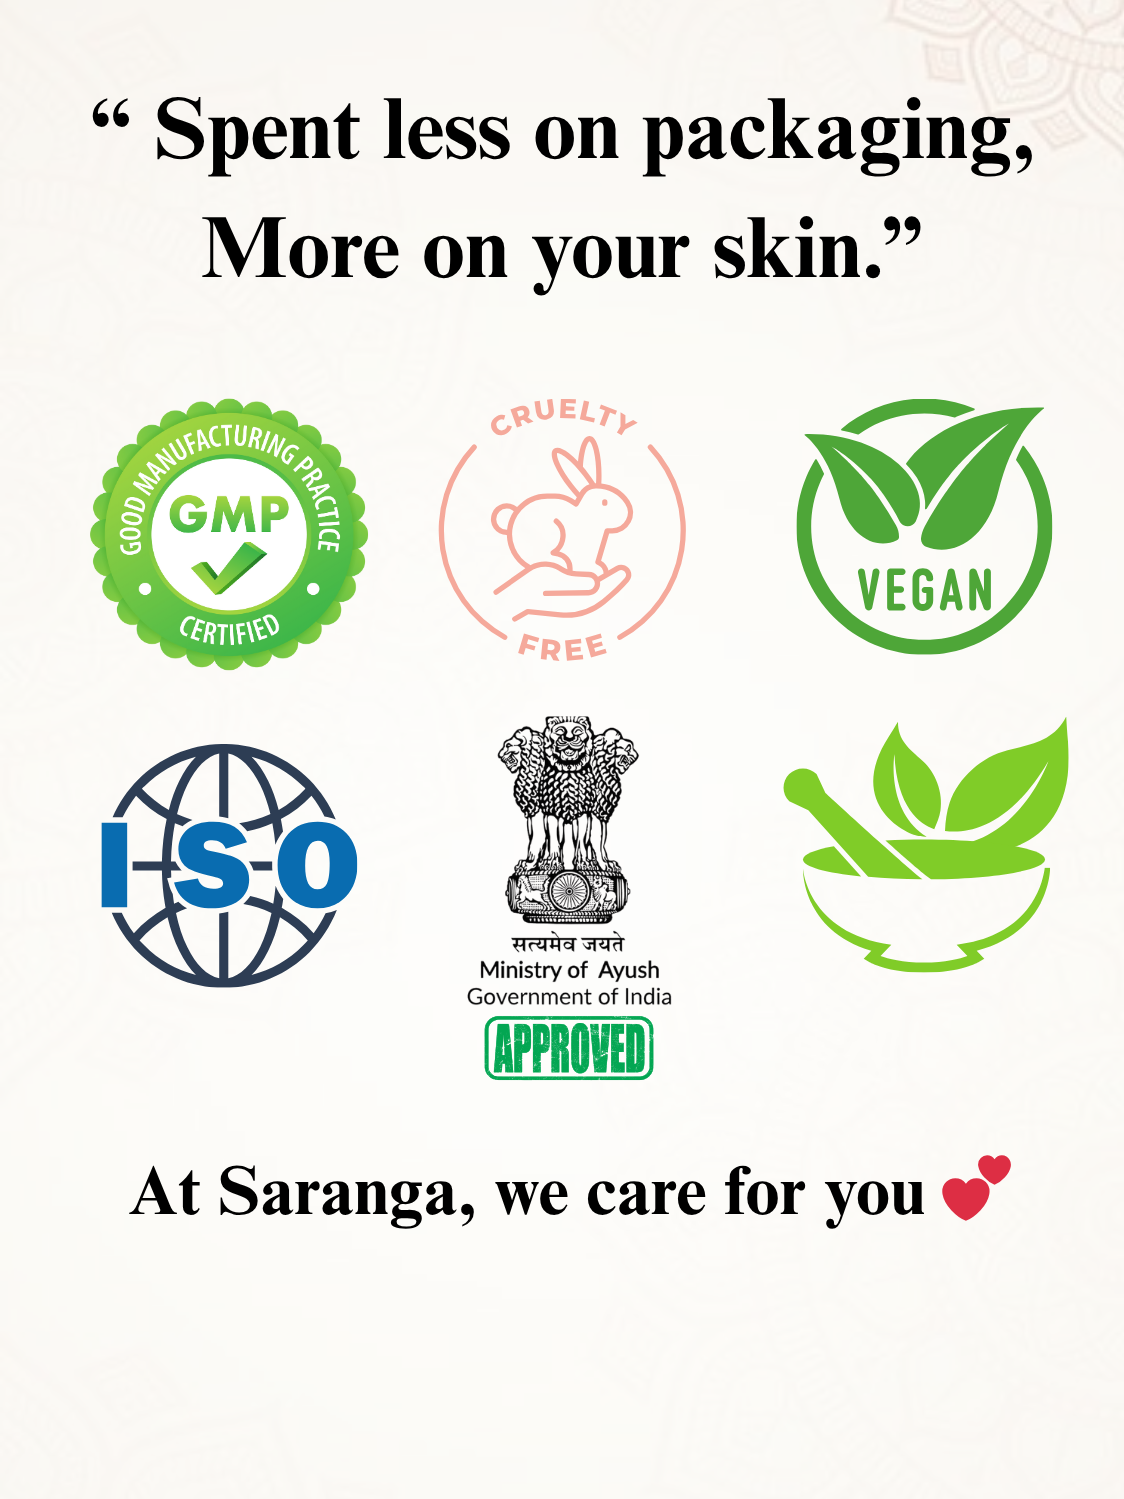 “ Spent less on packaging,
More on your skin.”
GOOD MANUFACTURING PRACTICE
GMP
CERTIFIED
CRUELTY
FREE
VEGAN
ISO
सत्यमेव जयते
Ministry of Ayush
Government of India
APPROVED
At Saranga, we care for you 💕